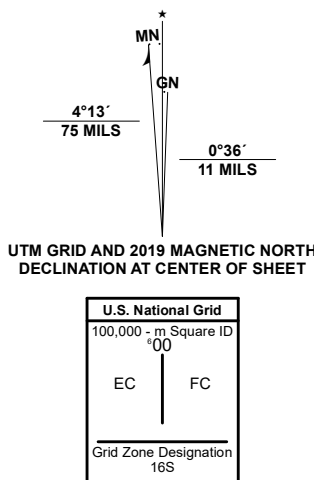 MN
GN
4°13´
75 MILS
0°36´
11 MILS
UTM GRID AND 2019 MAGNETIC NORTH
DECLINATION AT CENTER OF SHEET
U.S. National Grid
100,000 - m Square ID
⁶00
EC FC
Grid Zone Designation
16S